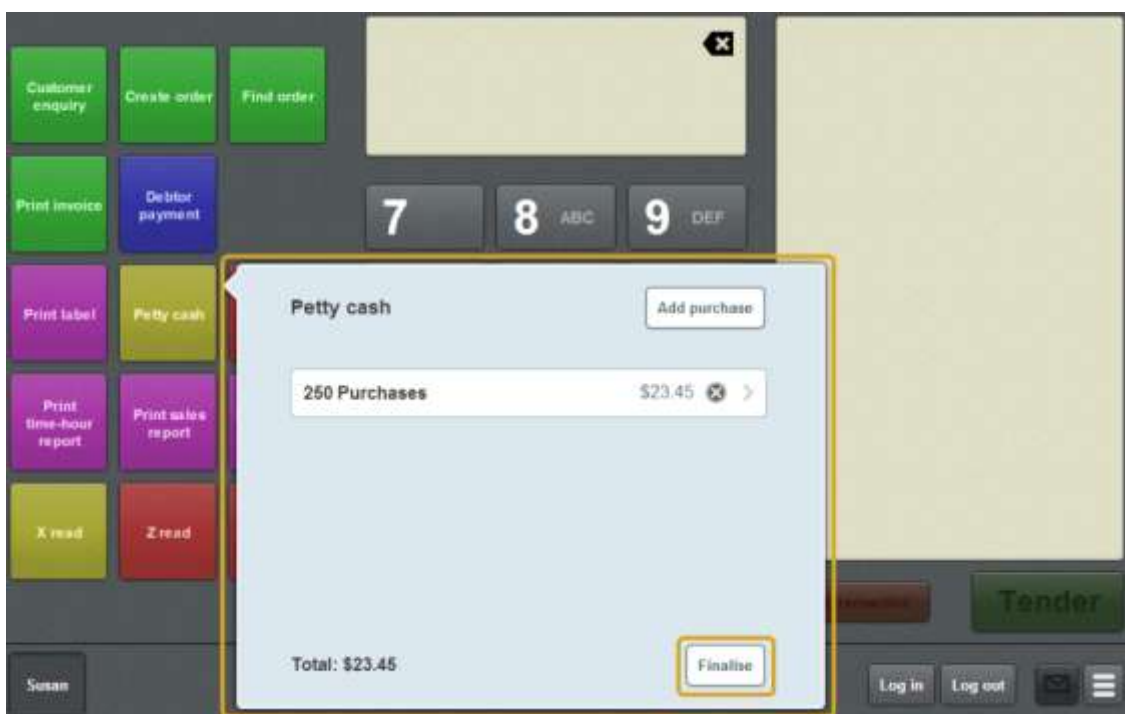 Customer
enquiry
Create order
Find order
Print invoice
Debtor
payment
7
8 ABC
9 DEF
Print label
Petty cash
Petty cash
Add purchase
250 Purchases $23.45
Print
time-hour
report
Print sales
report
X read
Z read
Tender
Total: $23.45
Finalise
Susan
Log in
Log out